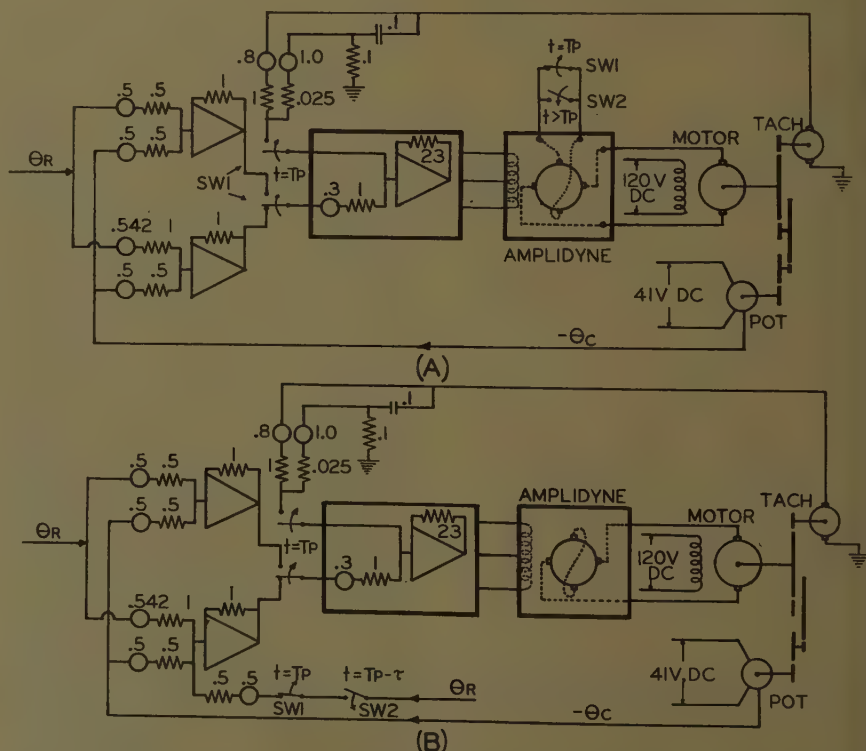 .1
.8 1.0 .1
1 .025
t=TP
SW1
SW2
t>TP
.5 .5 1
.5 .5
ΘR
SW1
t=TP
23
.3 1
AMPLIDYNE
120V
DC
MOTOR
TACH
.542 1 1
.5 .5
41V DC
POT
-ΘC
(A)
.1
.8 1.0 .1
1 .025
.5 .5 1
.5 .5
ΘR
t=TP
23
.3 1
AMPLIDYNE
120V
DC
MOTOR
TACH
.542 1 1
.5 .5
.5 .5
t=TP
SW1
t=TP-τ
SW2
ΘR
41V DC
POT
-ΘC
(B)